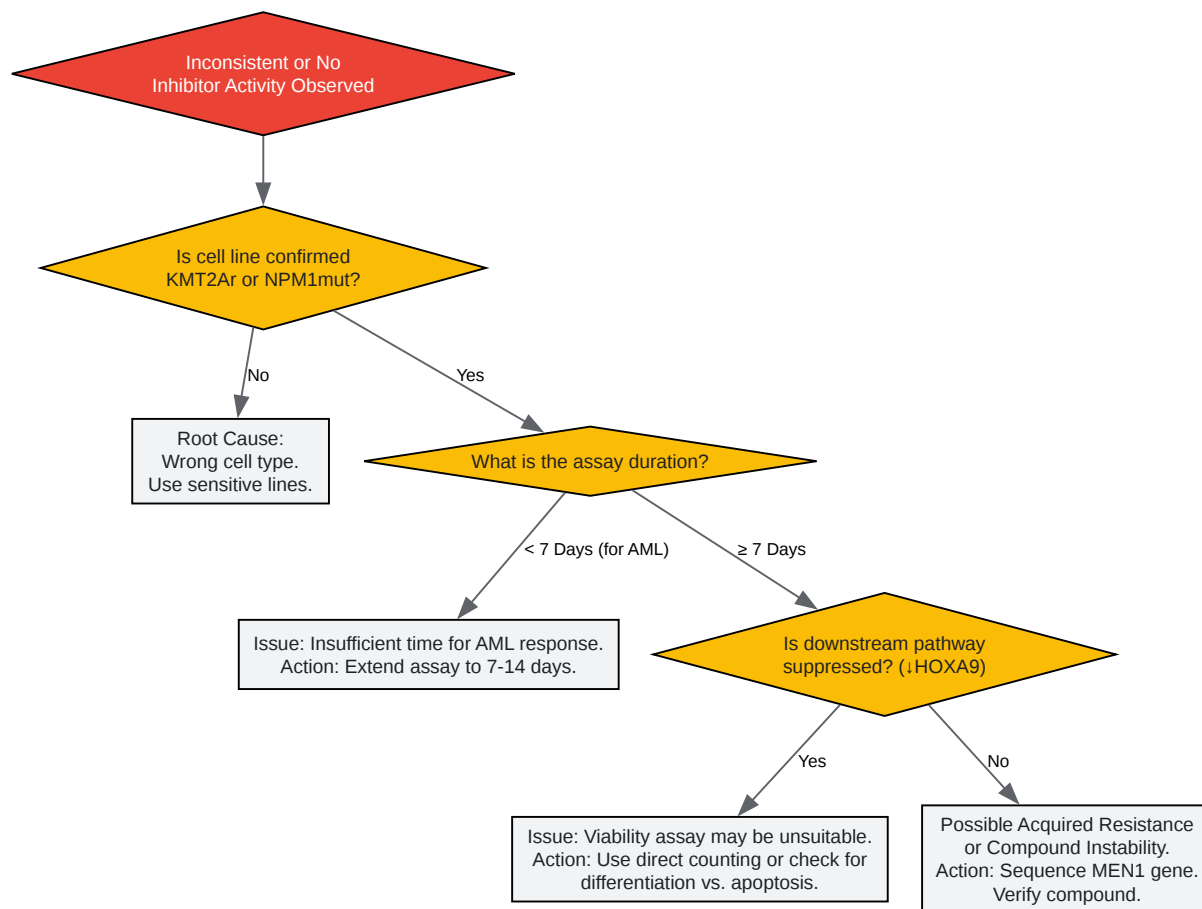 Inconsistent or No
Inhibitor Activity Observed
Is cell line confirmed
KMT2Ar or NPM1mut?
No
Yes
Root Cause:
Wrong cell type.
Use sensitive lines.
What is the assay duration?
< 7 Days (for AML)
≥ 7 Days
Issue: Insufficient time for AML response.
Action: Extend assay to 7-14 days.
Is downstream pathway
suppressed? (↓HOXA9)
Yes
No
Issue: Viability assay may be unsuitable.
Action: Use direct counting or check for
differentiation vs. apoptosis.
Possible Acquired Resistance
or Compound Instability.
Action: Sequence MEN1 gene.
Verify compound.